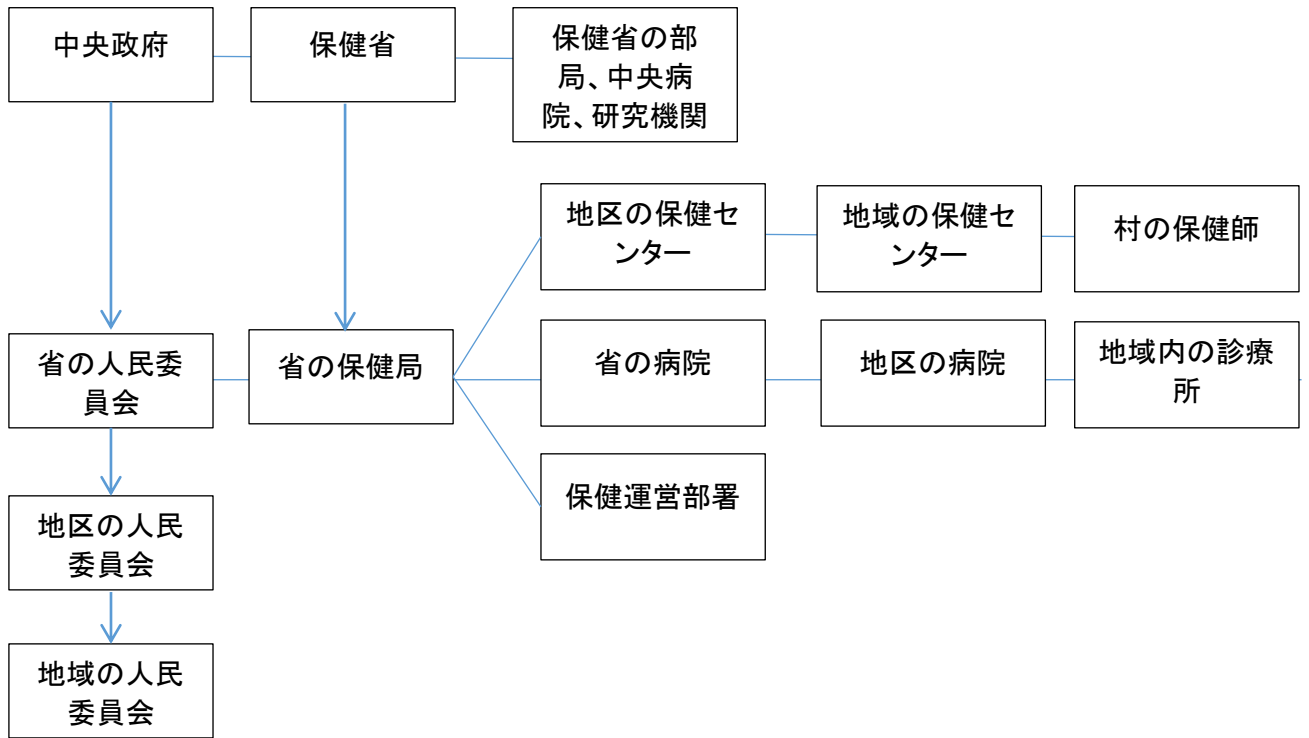 中央政府
保健省
保健省の部
局、中央病
院、研究機関
地区の保健セ
ンター
地域の保健セ
ンター
村の保健師
省の人民委
員会
省の保健局
省の病院
地区の病院
地域内の診療
所
保健運営部署
地区の人民
委員会
地域の人民
委員会